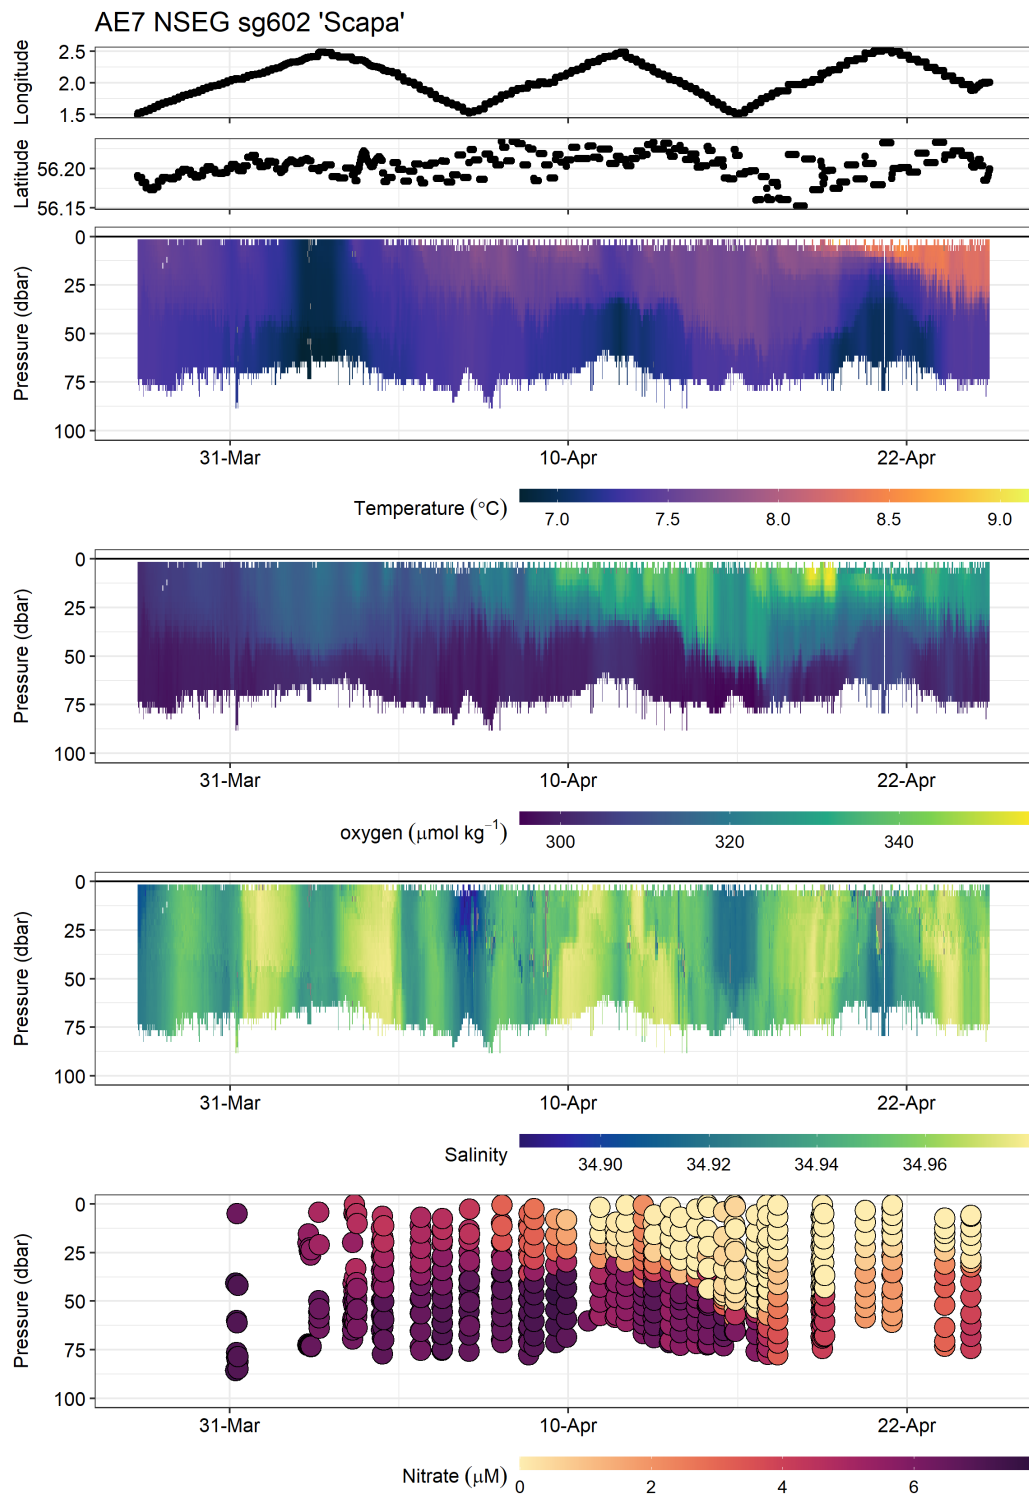 AE7 NSEG sg602 'Scapa'
Longitude
2.5
2.0
1.5
Latitude
56.20
56.15
Pressure (dbar)
0
25
50
75
100
31-Mar 10-Apr 22-Apr
Temperature (°C)
7.0 7.5 8.0 8.5 9.0
Pressure (dbar)
0
25
50
75
100
31-Mar 10-Apr 22-Apr
oxygen (μmol kg⁻¹)
300 320 340
Pressure (dbar)
0
25
50
75
100
31-Mar 10-Apr 22-Apr
Salinity
34.90 34.92 34.94 34.96
Pressure (dbar)
0
25
50
75
100
31-Mar 10-Apr 22-Apr
Nitrate (μM)
0 2 4 6